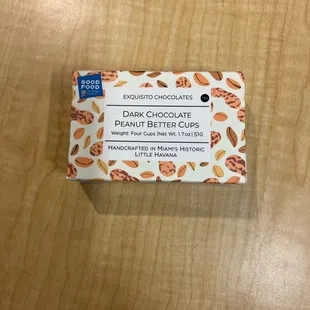 GOOD
FOOD
EXQUISITO CHOCOLATES
DARK CHOCOLATE
PEANUT BETTER CUPS
Weight: Four Cups |Net Wt. 1.7oz| 51G
HANDCRAFTED IN MIAMI'S HISTORIC
LITTLE HAVANA